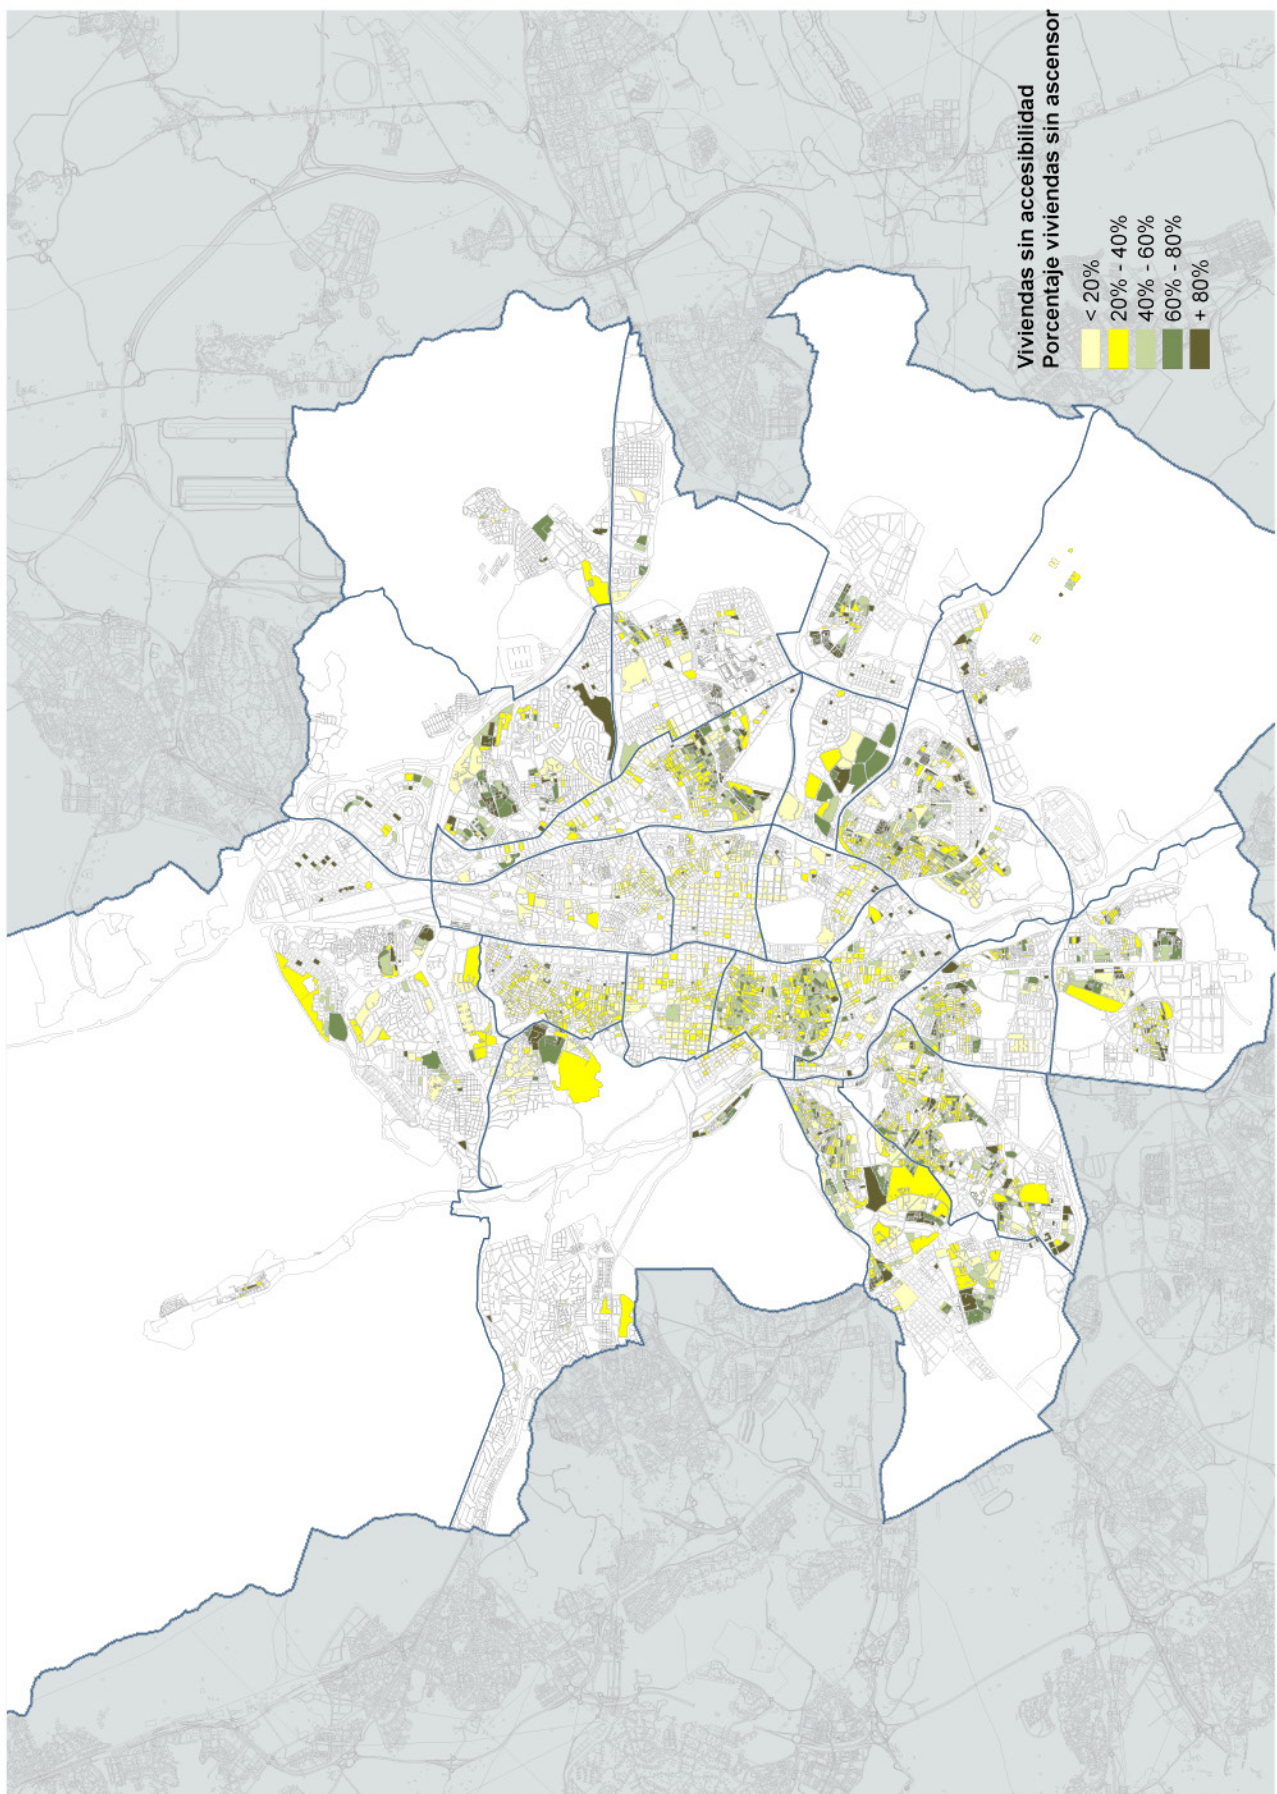 Viviendas sin accesibilidad
Porcentaje viviendas sin ascensor
< 20%
20% - 40%
40% - 60%
60% - 80%
+ 80%